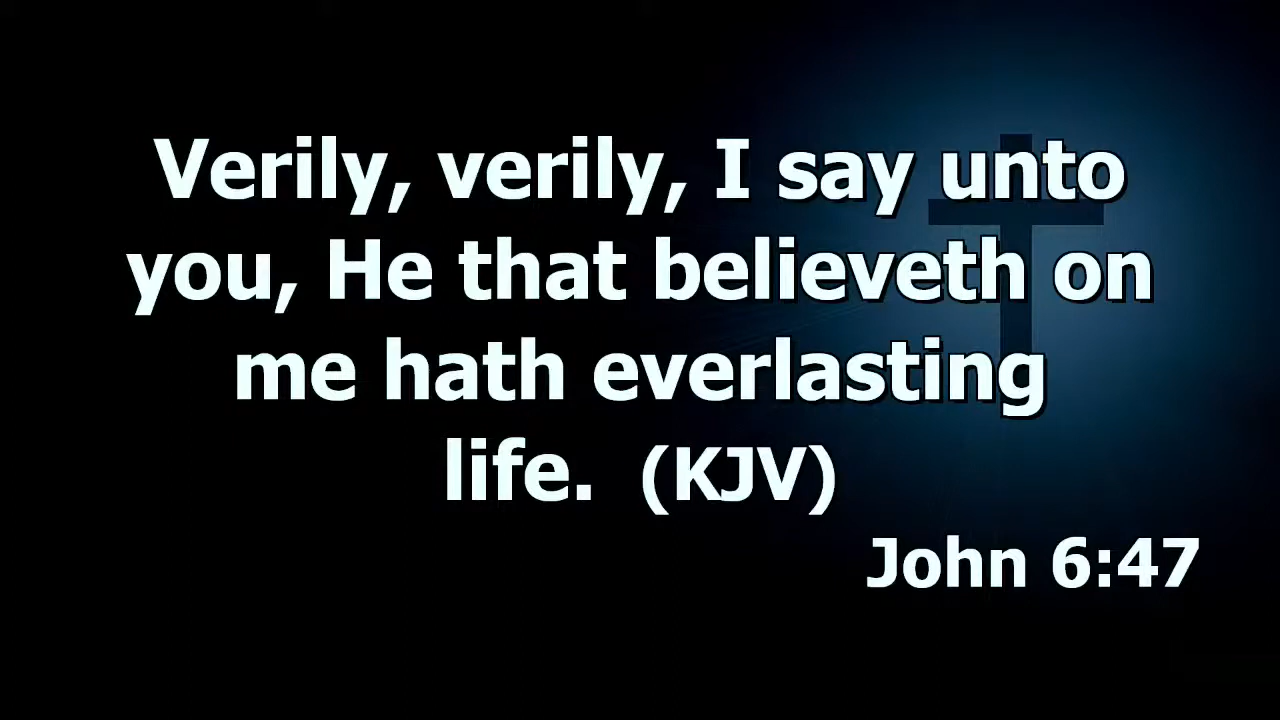 Verily, verily, I say unto
you, He that believeth on
me hath everlasting
life.  (KJV)
John 6:47